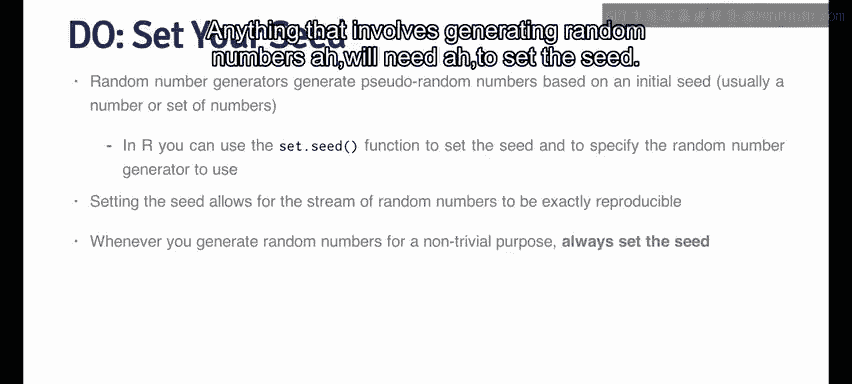 DO: Set Your Seed
Anything that involves generating random
numbers ah,will need ah,to set the seed.
· Random number generators generate pseudo-random numbers based on an initial seed (usually a
number or set of numbers)
- In R you can use the set.seed() function to set the seed and to specify the random number
generator to use
· Setting the seed allows for the stream of random numbers to be exactly reproducible
· Whenever you generate random numbers for a non-trivial purpose, always set the seed